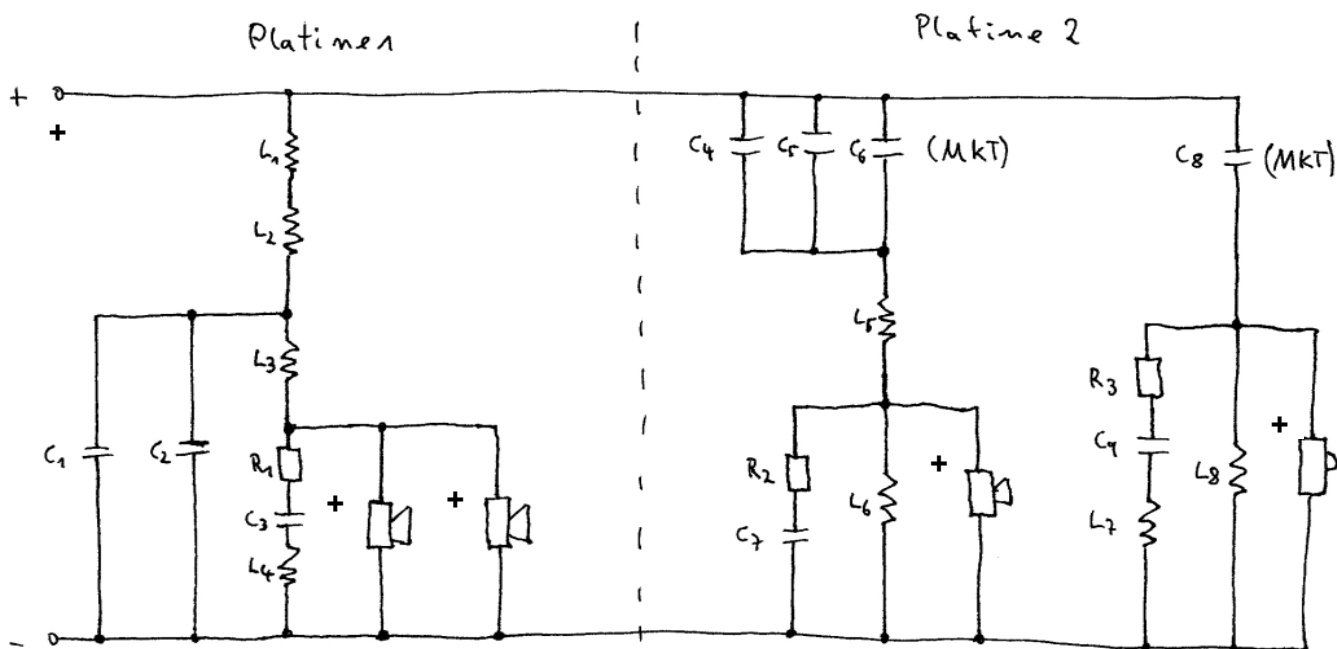 Platine 1
Platine 2
+
+
L1
L2
C1
C2
L3
R1
C3
L4
+
+
-
C4
C5
C6
(MKT)
L5
R2
C7
L6
+
C8
(MKT)
R3
C9
L7
L8
+